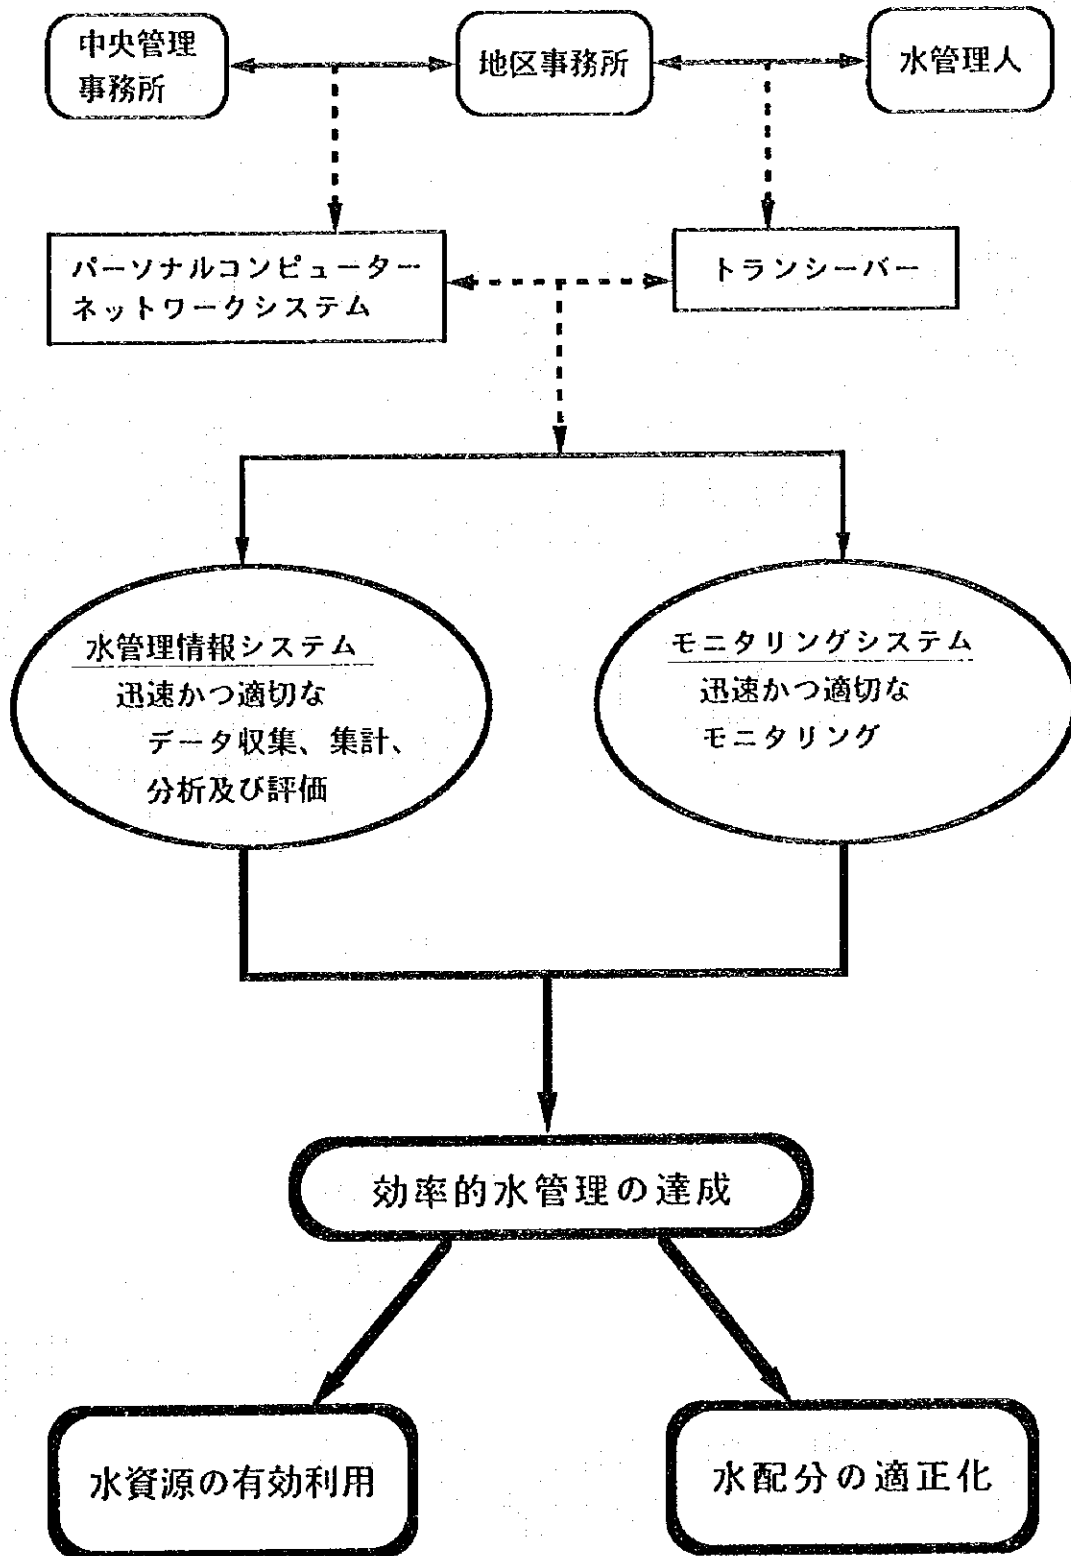 中央管理
事務所
地区事務所
水管理人
パーソナルコンピューター
ネットワークシステム
トランシーバー
水管理情報システム
迅速かつ適切な
データ収集、集計、
分析及び評価
モニタリングシステム
迅速かつ適切な
モニタリング
効率的水管理の達成
水資源の有効利用
水配分の適正化